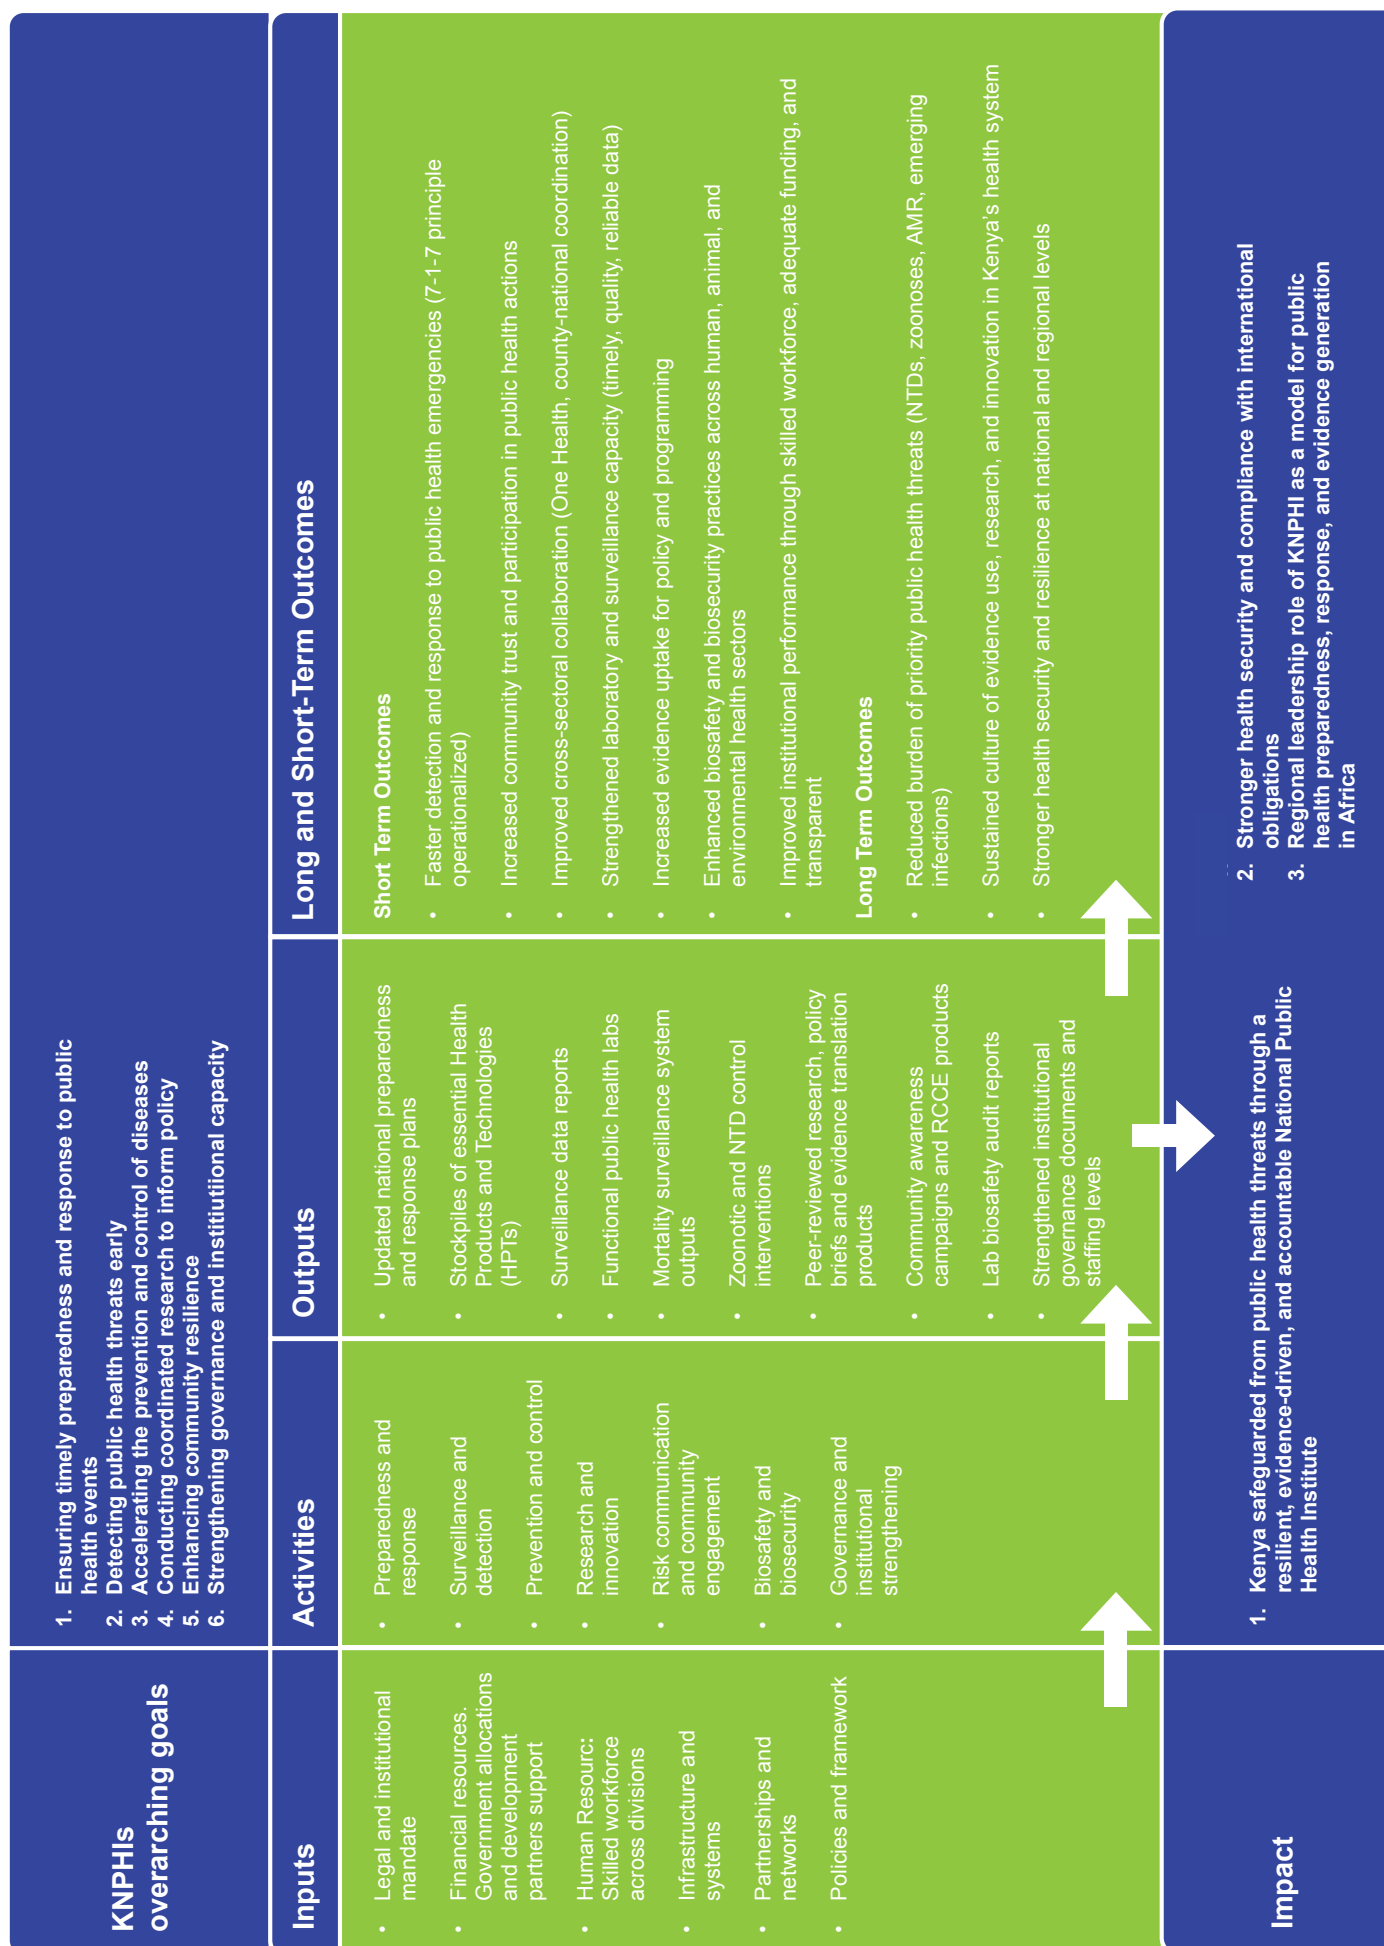 KNPHIs
overarching goals
1. Ensuring timely preparedness and response to public
health events
2. Detecting public health threats early
3. Accelerating the prevention and control of diseases
4. Conducting coordinated research to inform policy
5. Enhancing community resilience
6. Strengthening governance and institutiional capacity
Inputs
• Legal and institutional
mandate
• Financial resources.
Government allocations
and development
partners support
• Human Resourc:
Skilled workforce
across divisions
• Infrastructure and
systems
• Partnerships and
networks
• Policies and framework
Activities
• Preparedness and
response
• Surveillance and
detection
• Prevention and control
• Research and
innovation
• Risk communication
and community
engagement
• Biosafety and
biosecurity
• Governance and
institutional
strengthening
Outputs
• Updated national preparedness
and response plans
• Stockpiles of essential Health
Products and Technologies
(HPTs)
• Surveillance data reports
• Functional public health labs
• Mortality surveillance system
outputs
• Zoonotic and NTD control
interventions
• Peer-reviewed research, policy
briefs and evidence translation
products
• Community awareness
campaigns and RCCE products
• Lab biosafety audit reports
• Strengthened institutional
governance documents and
staffing levels
Long and Short-Term Outcomes
Short Term Outcomes
• Faster detection and response to public health emergencies (7-1-7 principle
operationalized)
• Increased community trust and participation in public health actions
• Improved cross-sectoral collaboration (One Health, county-national coordination)
• Strengthened laboratory and surveillance capacity (timely, quality, reliable data)
• Increased evidence uptake for policy and programming
• Enhanced biosafety and biosecurity practices across human, animal, and
environmental health sectors
• Improved institutional performance through skilled workforce, adequate funding, and
transparent
Long Term Outcomes
• Reduced burden of priority public health threats (NTDs, zoonoses, AMR, emerging
infections)
• Sustained culture of evidence use, research, and innovation in Kenya's health system
• Stronger health security and resilience at national and regional levels
Impact
1. Kenya safeguarded from public health threats through a
resilient, evidence-driven, and accountable National Public
Health Institute
2. Stronger health security and compliance with international
obligations
3. Regional leadership role of KNPHI as a model for public
health preparedness, response, and evidence generation
in Africa